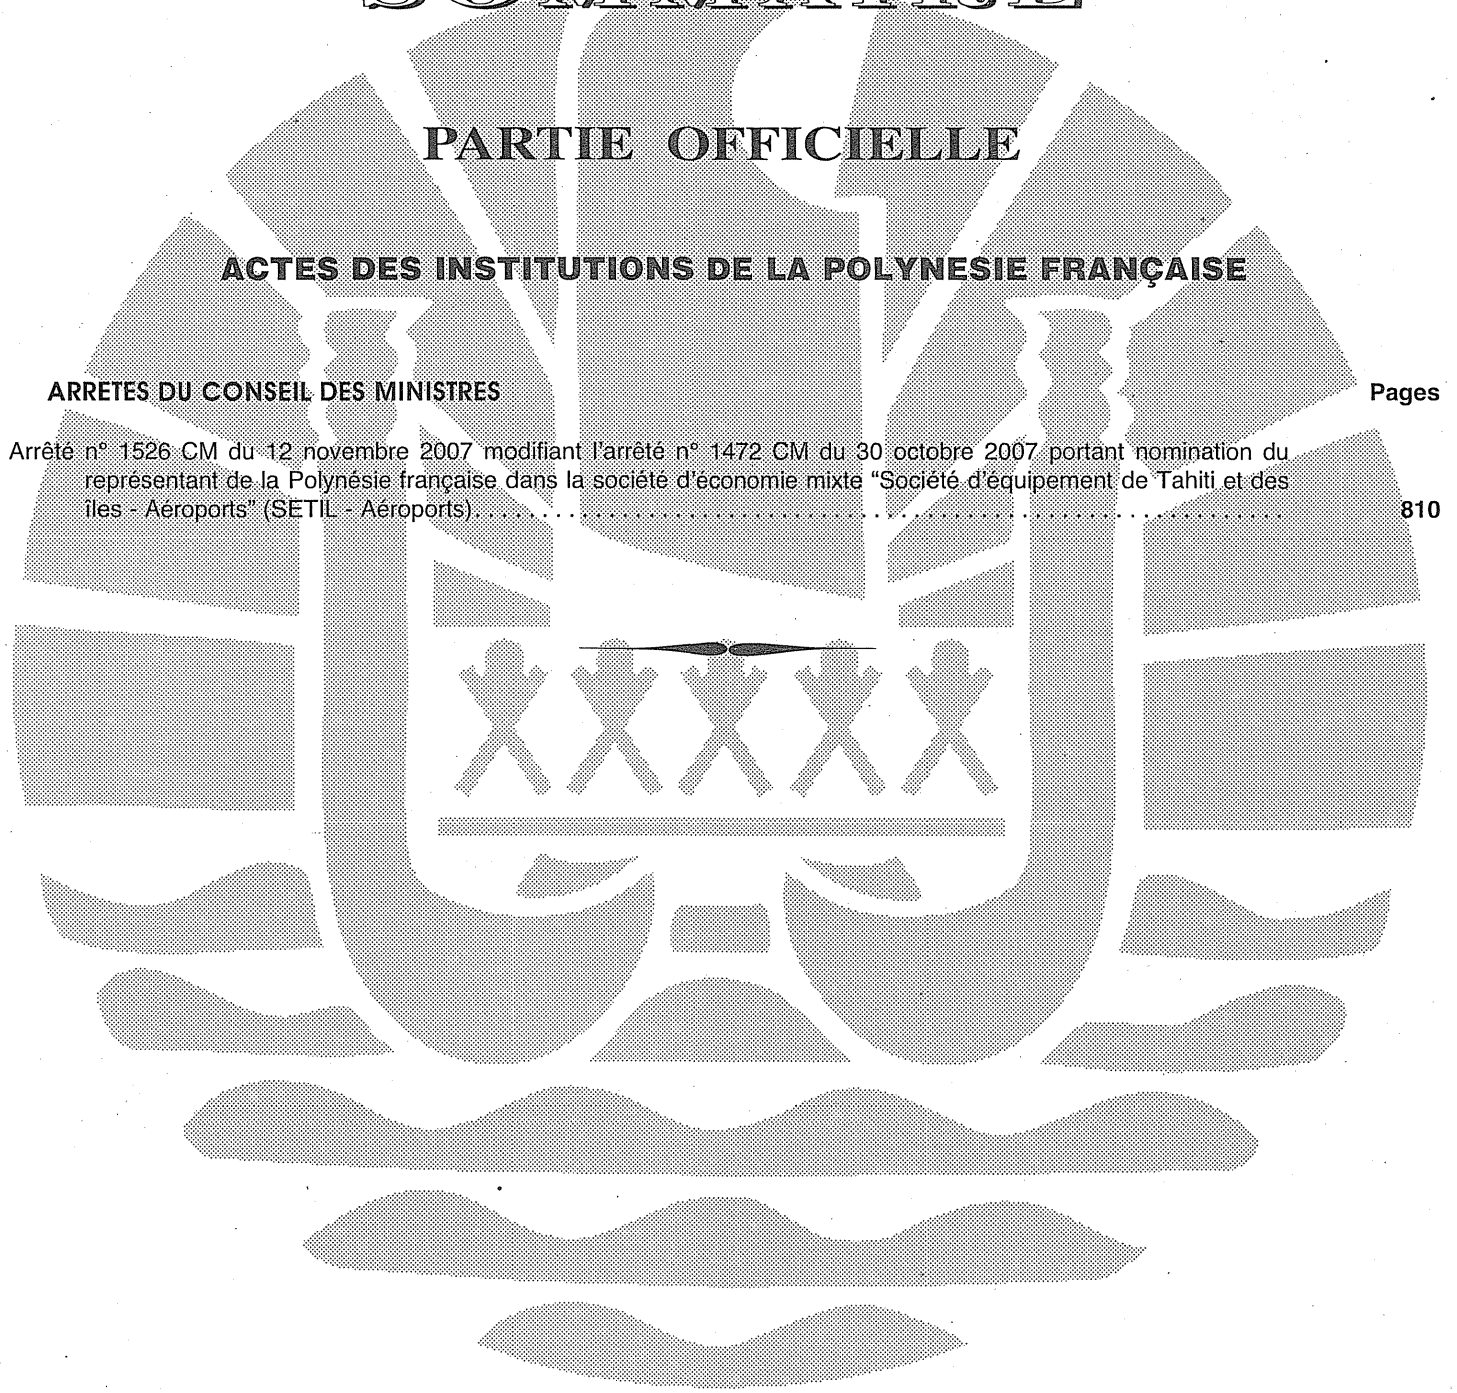 SOMMAIRE
PARTIE OFFICIELLE
ACTES DES INSTITUTIONS DE LA POLYNESIE FRANÇAISE
ARRETES DU CONSEIL DES MINISTRES Pages
Arrêté n° 1526 CM du 12 novembre 2007 modifiant l'arrêté n° 1472 CM du 30 octobre 2007 portant nomination du
représentant de la Polynésie française dans la société d'économie mixte “Société d'équipement de Tahiti et des
îles - Aéroports” (SETIL - Aéroports). . . . . . . . . . . . . . . . . . . . . . . . . . . . . . . . . . . . . . . . . . . . . . . . . . . . . . . . . . . . 810